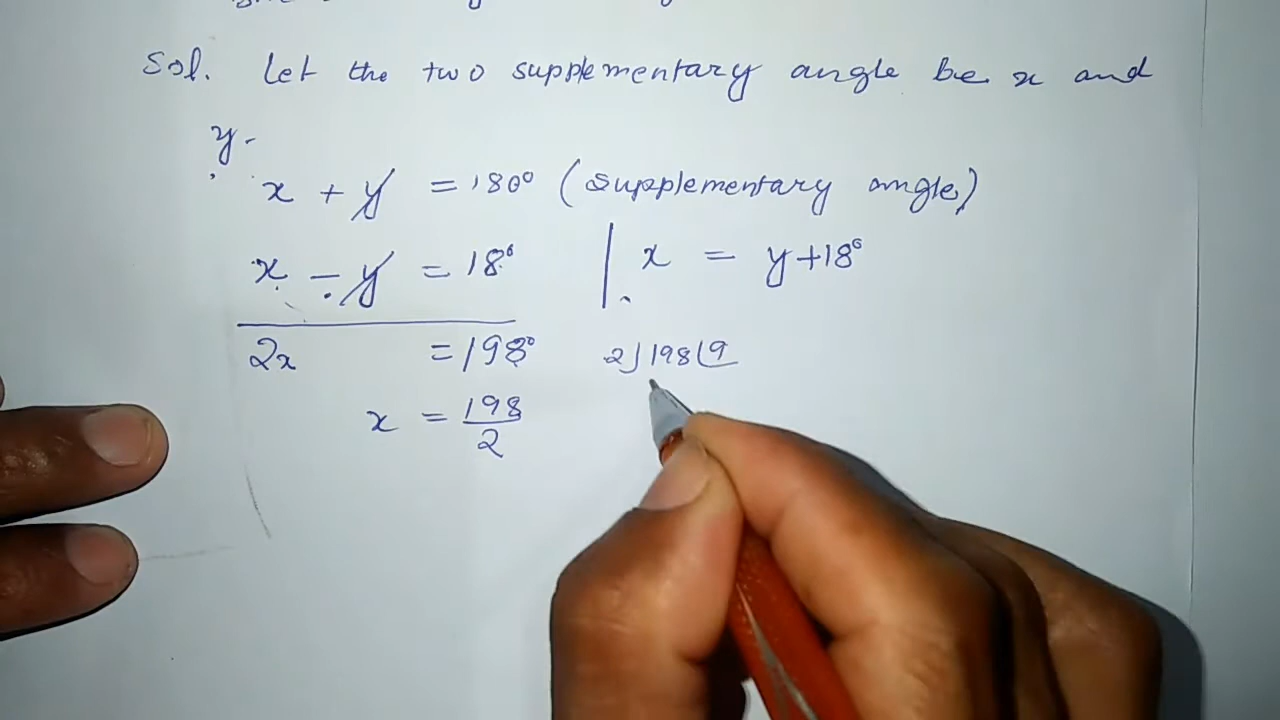 Sol. Let the two supplementary angle be x and
y.
x + y = 180° (supplementary angle)
x - y = 18° | x = y+18°
2x = 198° 2)198(9
x = 198/2